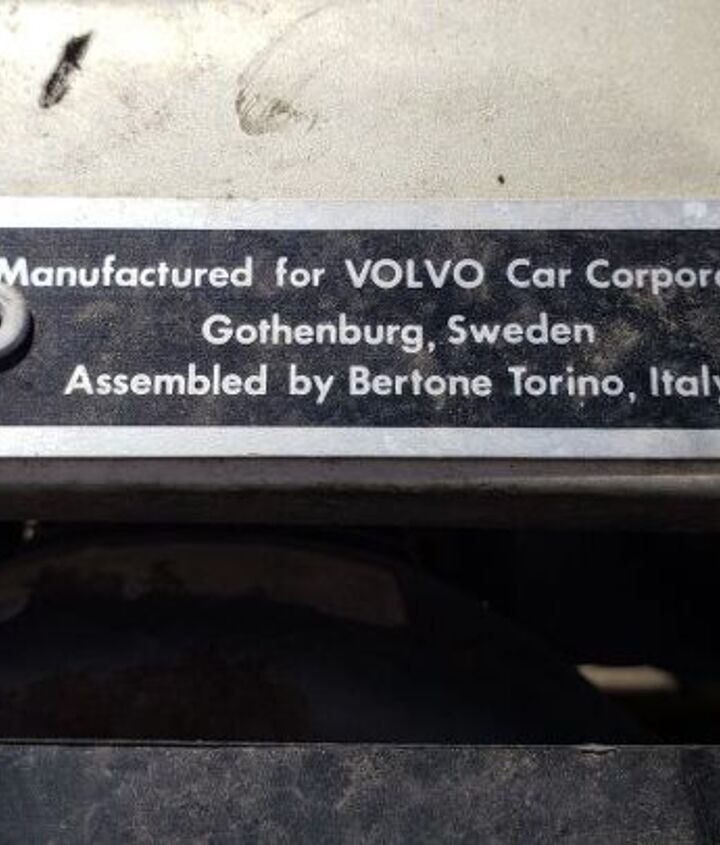 Manufactured for VOLVO Car Corpor
Gothenburg, Sweden
Assembled by Bertone Torino, Italy